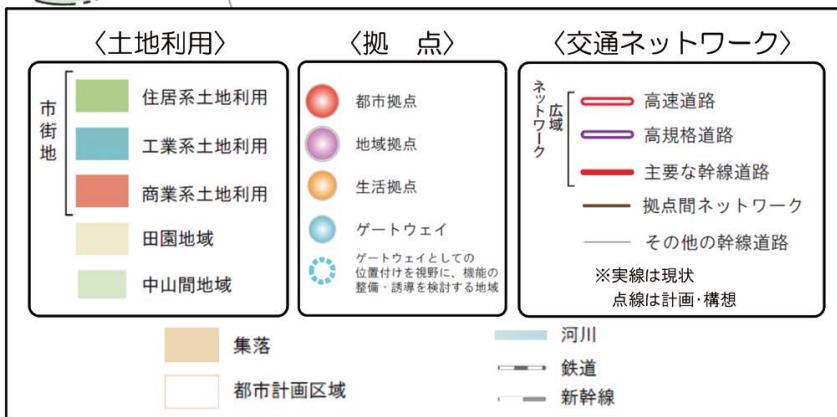 〈土地利用〉
市街地
住居系土地利用
工業系土地利用
商業系土地利用
田園地域
中山間地域
〈拠　点〉
都市拠点
地域拠点
生活拠点
ゲートウェイ
ゲートウェイとしての
位置付けを視野に、機能の
整備・誘導を検討する地域
〈交通ネットワーク〉
広域
ネットワーク
高速道路
高規格道路
主要な幹線道路
拠点間ネットワーク
その他の幹線道路
※実線は現状
点線は計画・構想
集落
都市計画区域
河川
鉄道
新幹線